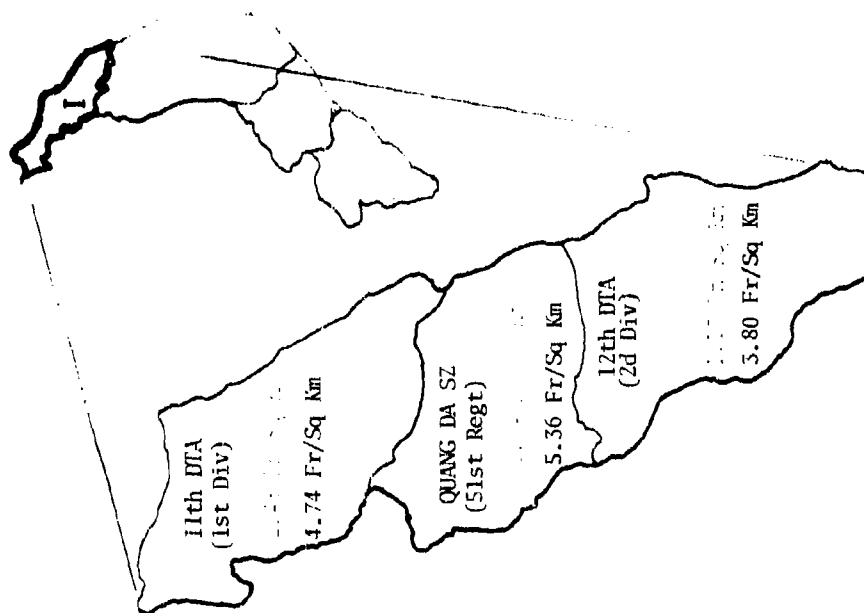 I
11th DTA
(1st Div)
4.74 Fr/Sq Km
QUANG DA SZ
(51st Regt)
5.36 Fr/Sq Km
12th DTA
(2d Div)
3.80 Fr/Sq Km